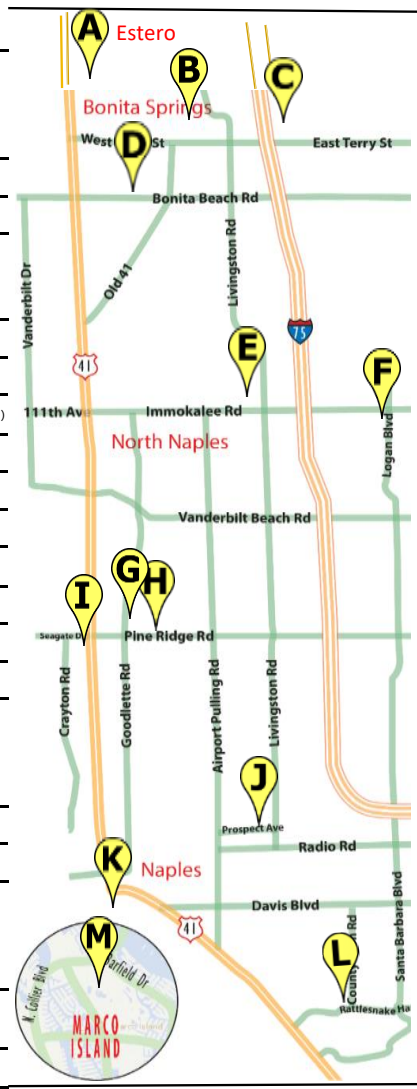 A
Estero
B
C
Bonita Springs
West
D
St
East Terry St
Bonita Beach Rd
Vanderbilt Dr
Old 41
Livingston Rd
75
41
E
F
)
111th Ave
Immokalee Rd
Logan Blvd
North Naples
Vanderbilt Beach Rd
G
H
I
Seagate D
Pine Ridge Rd
Crayton Rd
Goodlette Rd
Airport Pulling Rd
Livingston Rd
J
Prospect Ave
Radio Rd
K
Naples
Santa Barbara Blvd
Davis Blvd
41
M
L
County
Rd
N. Collier Blvd
Barfield Dr
Rattlesnake Ha
MARCO
ISLAND